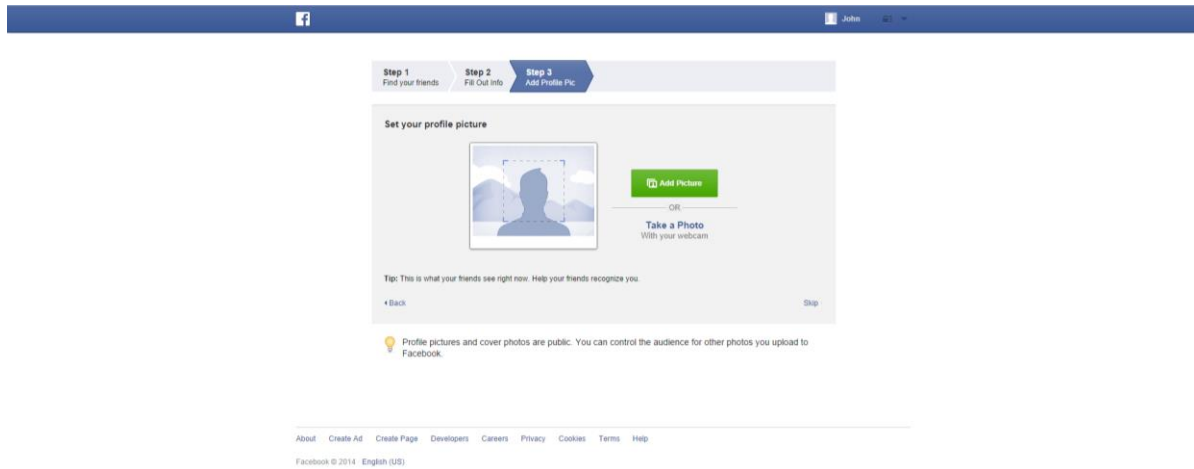 f
John
Step 1
Find your friends
Step 2
Fill Out Info
Step 3
Add Profile Pic
Set your profile picture
Add Picture
OR
Take a Photo
With your webcam
Tip: This is what your friends see right now. Help your friends recognize you.
Back
Skip
Profile pictures and cover photos are public. You can control the audience for other photos you upload to
Facebook.
About Create Ad Create Page Developers Careers Privacy Cookies Terms Help
Facebook © 2014 English (US)